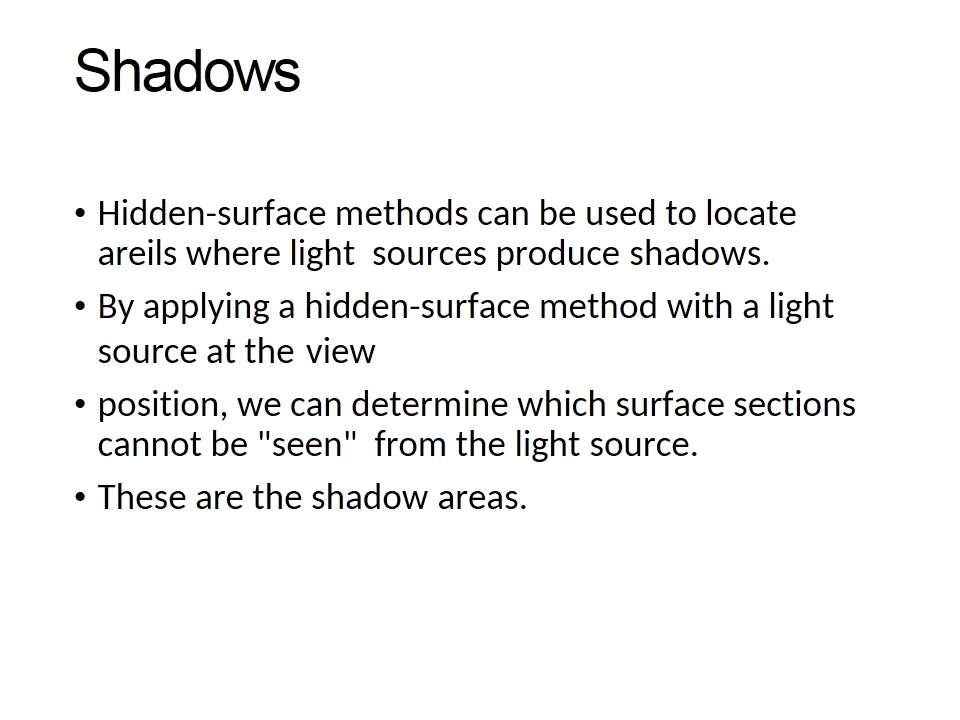 Shadows
• Hidden-surface methods can be used to locate
areils where light  sources produce shadows.
• By applying a hidden-surface method with a light
source at the view
• position, we can determine which surface sections
cannot be "seen"  from the light source.
• These are the shadow areas.